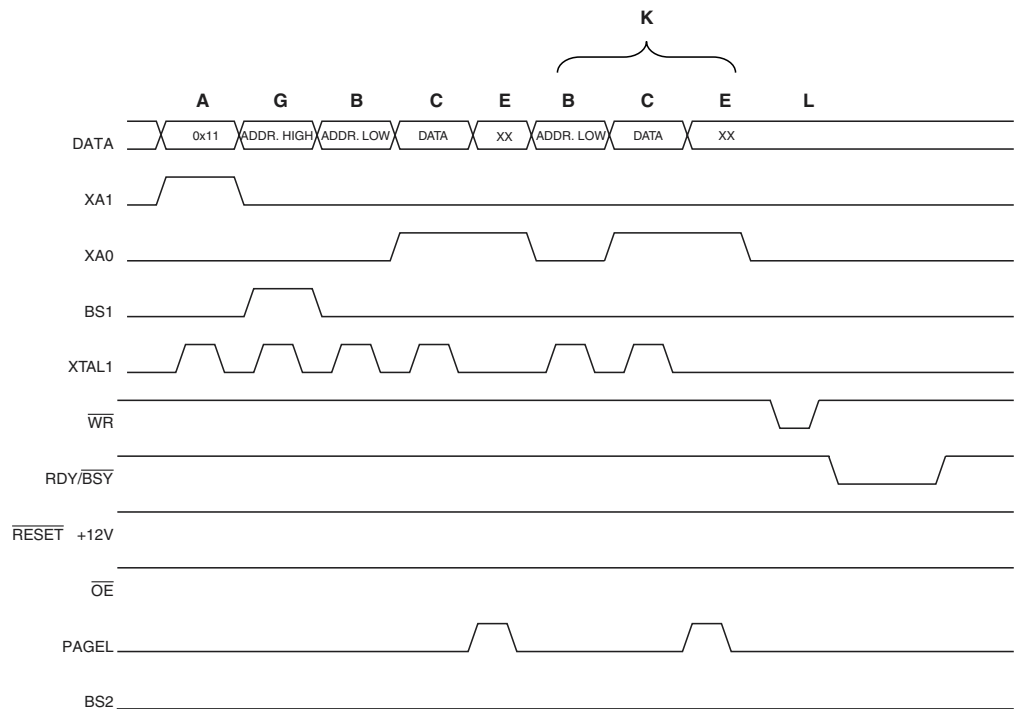 K
A G B C E B C E L
DATA 0x11 ADDR. HIGH ADDR. LOW DATA XX ADDR. LOW DATA XX
XA1
XA0
BS1
XTAL1
WR
RDY/BSY
RESET +12V
OE
PAGEL
BS2